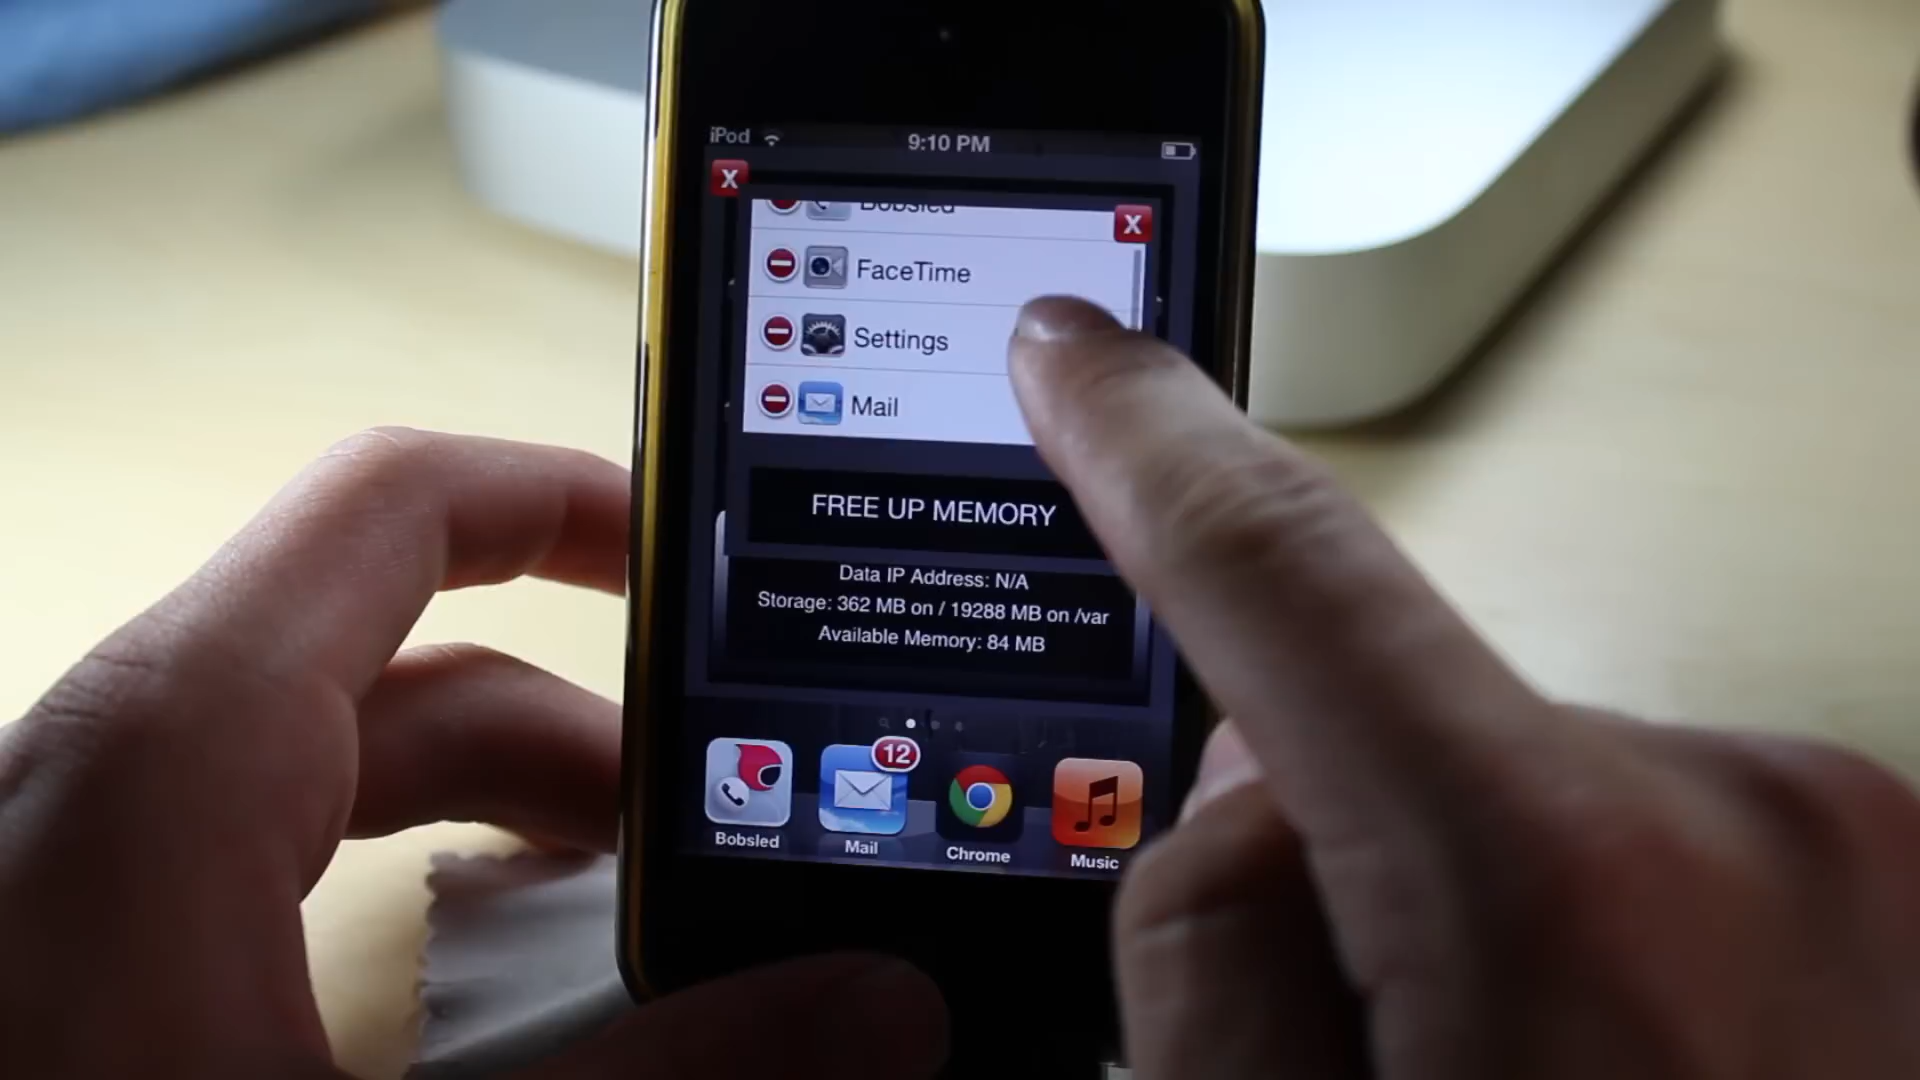 iPod
9:10 PM
X
X
Bobsled
FaceTime
Settings
Mail
FREE UP MEMORY
Data IP Address: N/A
Storage: 362 MB on / 19288 MB on /var
Available Memory: 84 MB
12
Bobsled
Mail
Chrome
Music